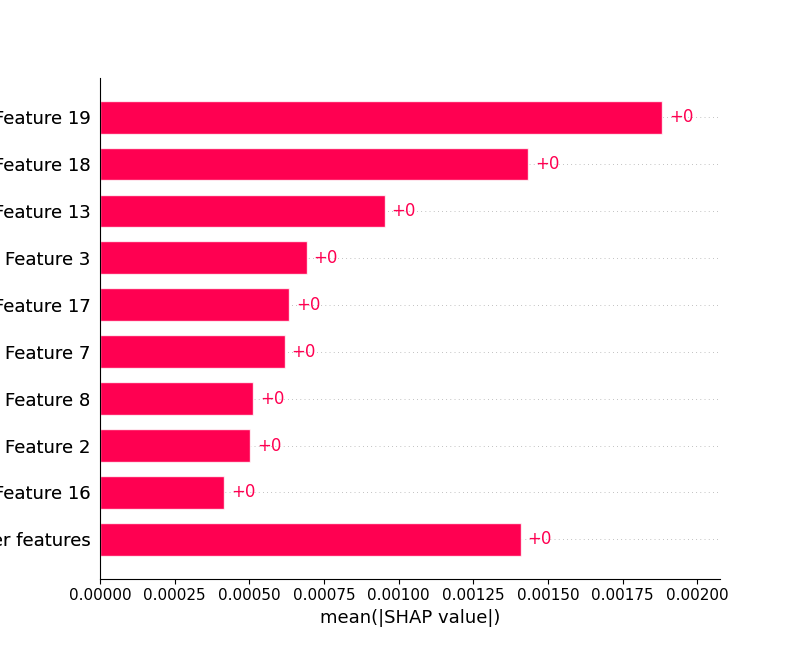 Feature 19 +0
Feature 18 +0
Feature 13 +0
Feature 3 +0
Feature 17 +0
Feature 7 +0
Feature 8 +0
Feature 2 +0
Feature 16 +0
features +0
0.00000 0.00025 0.00050 0.00075 0.00100 0.00125 0.00150 0.00175 0.00200
mean(|SHAP value|)